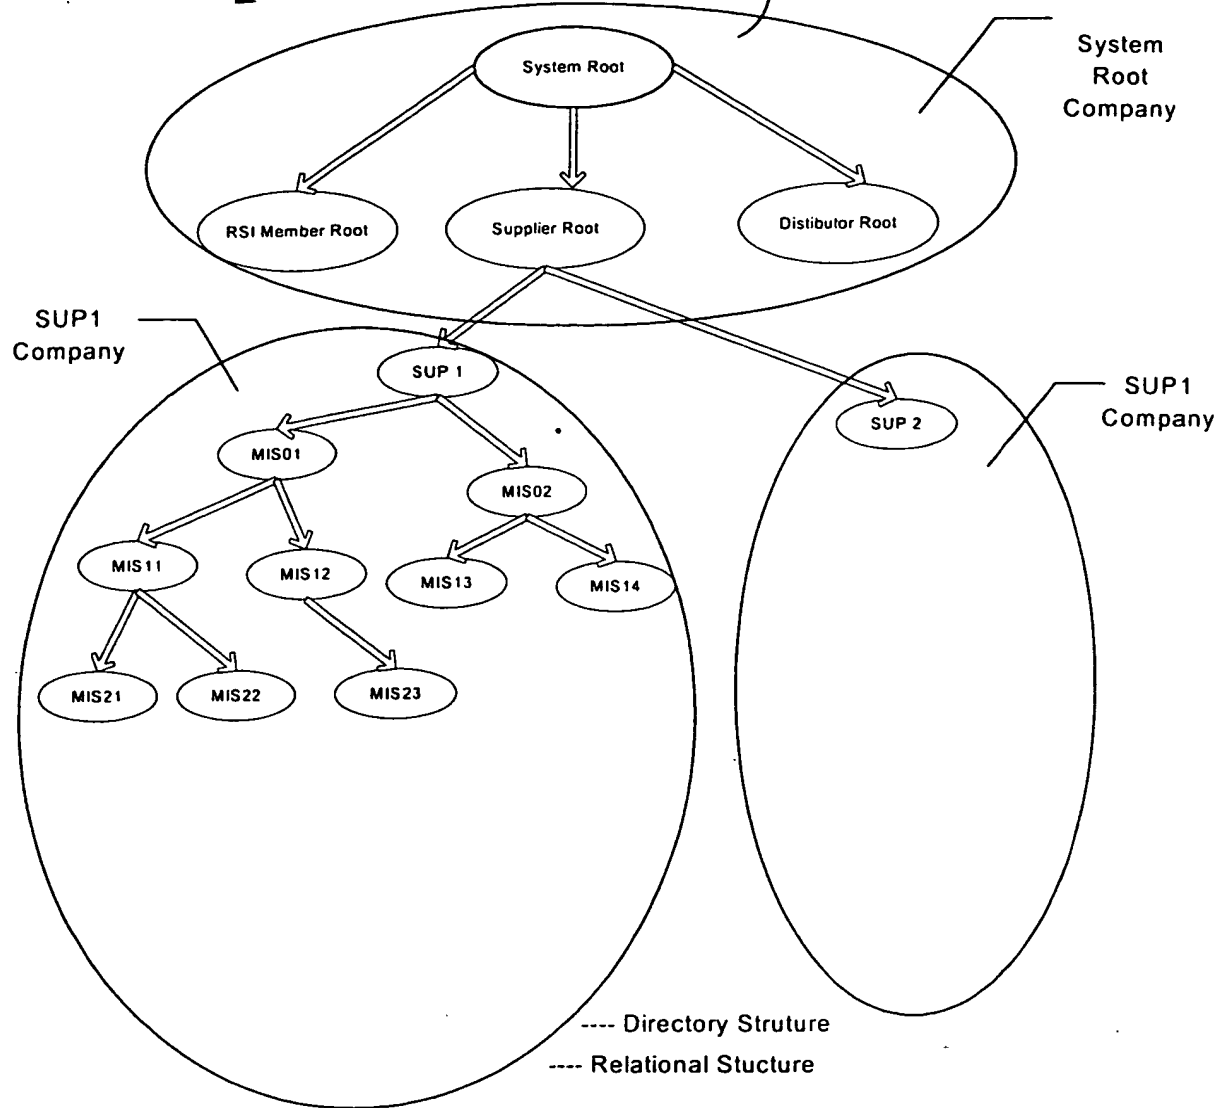 System Root
System
Root
Company
RSI Member Root
Supplier Root
Distibutor Root
SUP1
Company
SUP 1
SUP1
Company
SUP 2
MIS01
MIS02
MIS11
MIS12
MIS13
MIS14
MIS21
MIS22
MIS23
---- Directory Struture
---- Relational Stucture